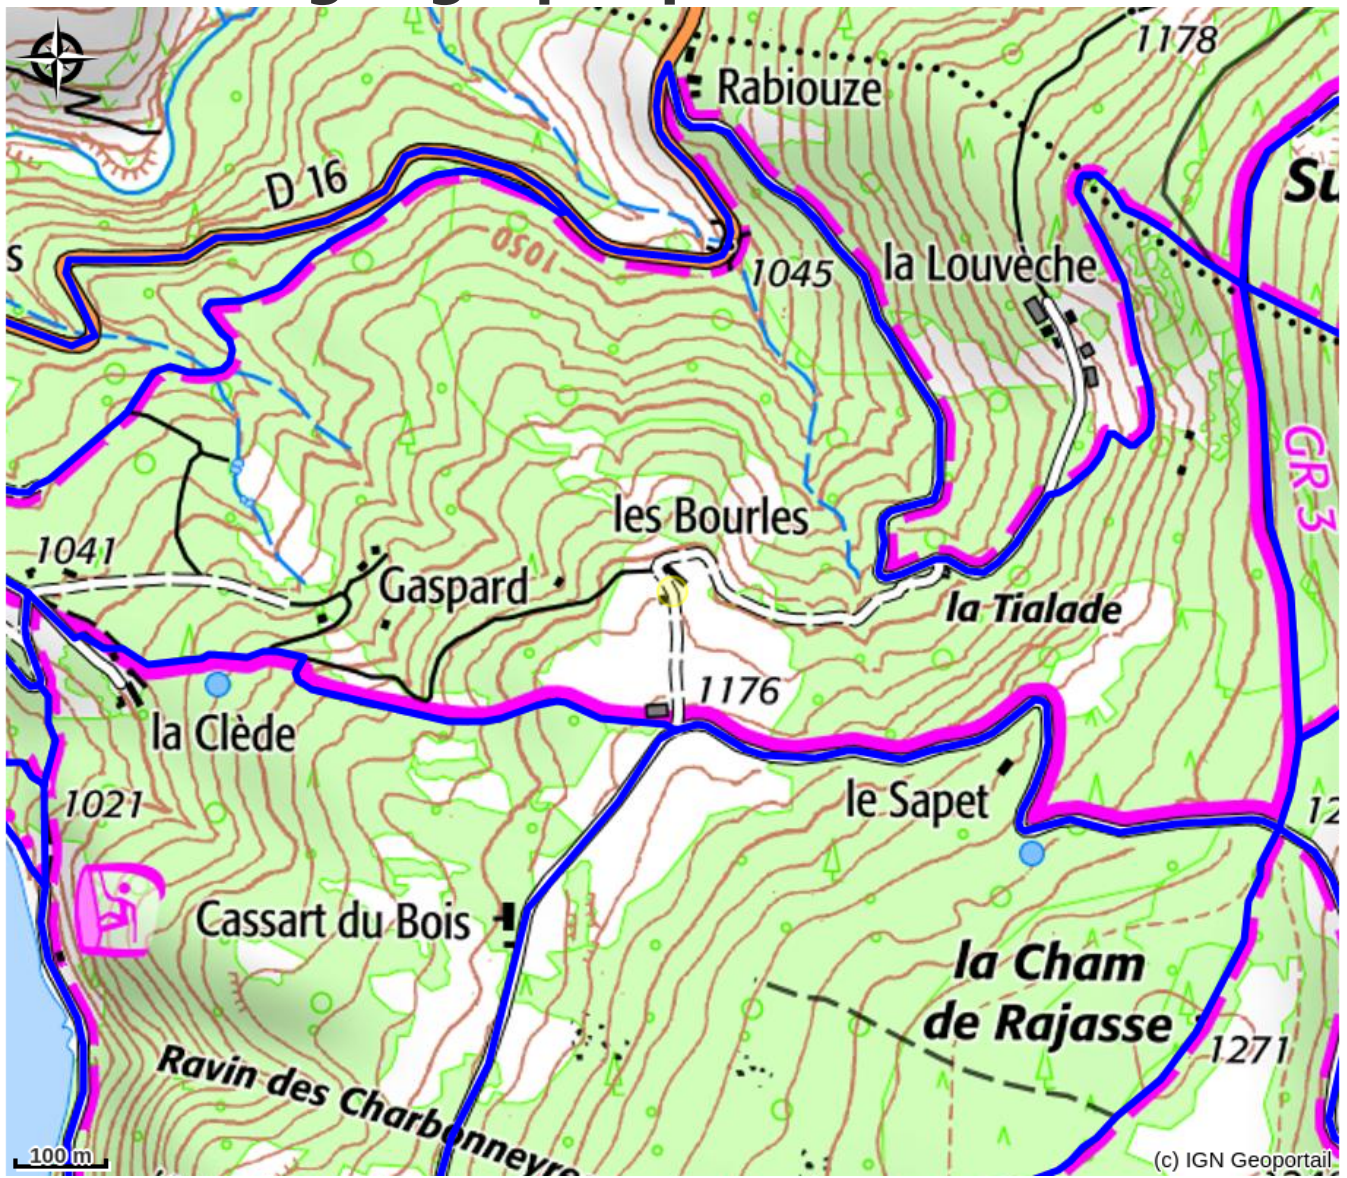 1178
Rabiouze
D 16
Su
s
1050
1045
la Louvèche
GR 3
les Bourles
1041
Gaspard
la Tialade
1176
la Clède
1021
le Sapet
12
Cassart du Bois
la Cham
de Rajasse
1271
Ravin des Charbonneyre
100 m
(c) IGN Geoportail